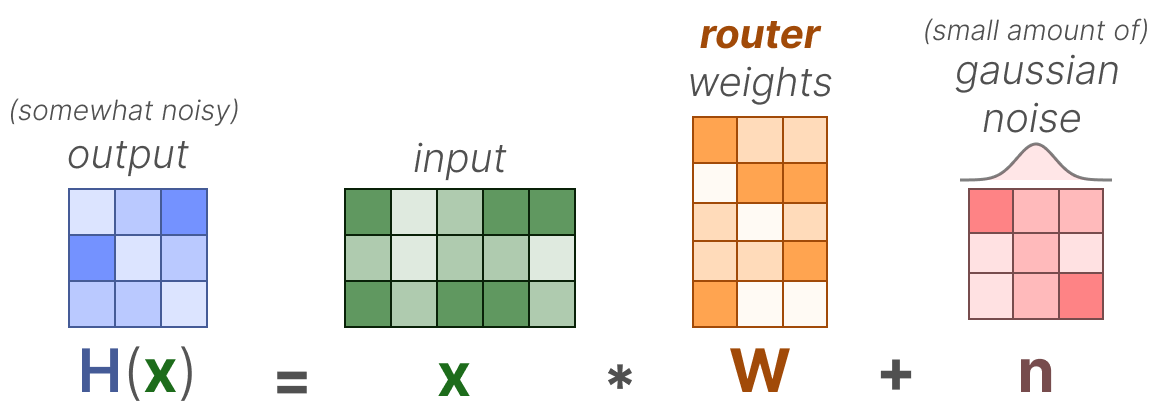 (somewhat noisy)
output
input
router
weights
(small amount of)
gaussian
noise
H(x) = x * W + n